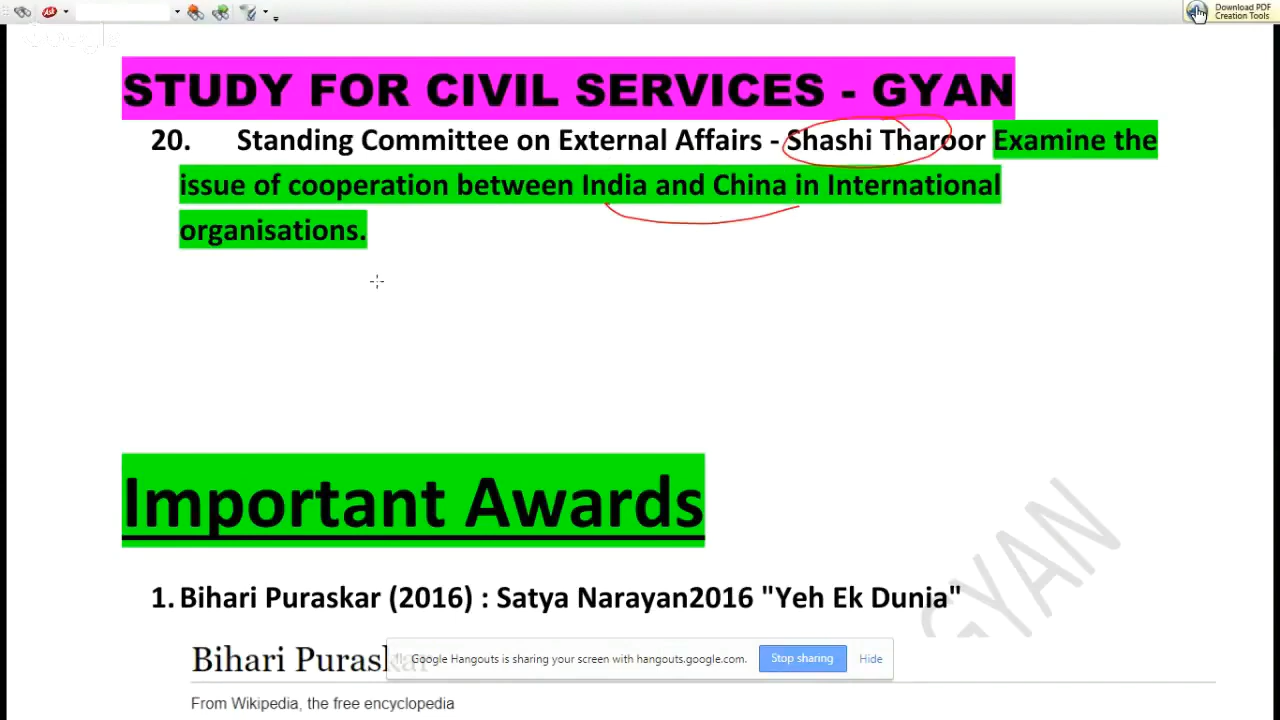 Download PDF
Creation Tools
Google
STUDY FOR CIVIL SERVICES - GYAN
20. Standing Committee on External Affairs - Shashi Tharoor Examine the
issue of cooperation between India and China in International
organisations.
Important Awards
GYAN
1. Bihari Puraskar (2016) : Satya Narayan2016 "Yeh Ek Dunia"
Bihari Puraskar
Google Hangouts is sharing your screen with hangouts.google.com.
Stop sharing
Hide
From Wikipedia, the free encyclopedia